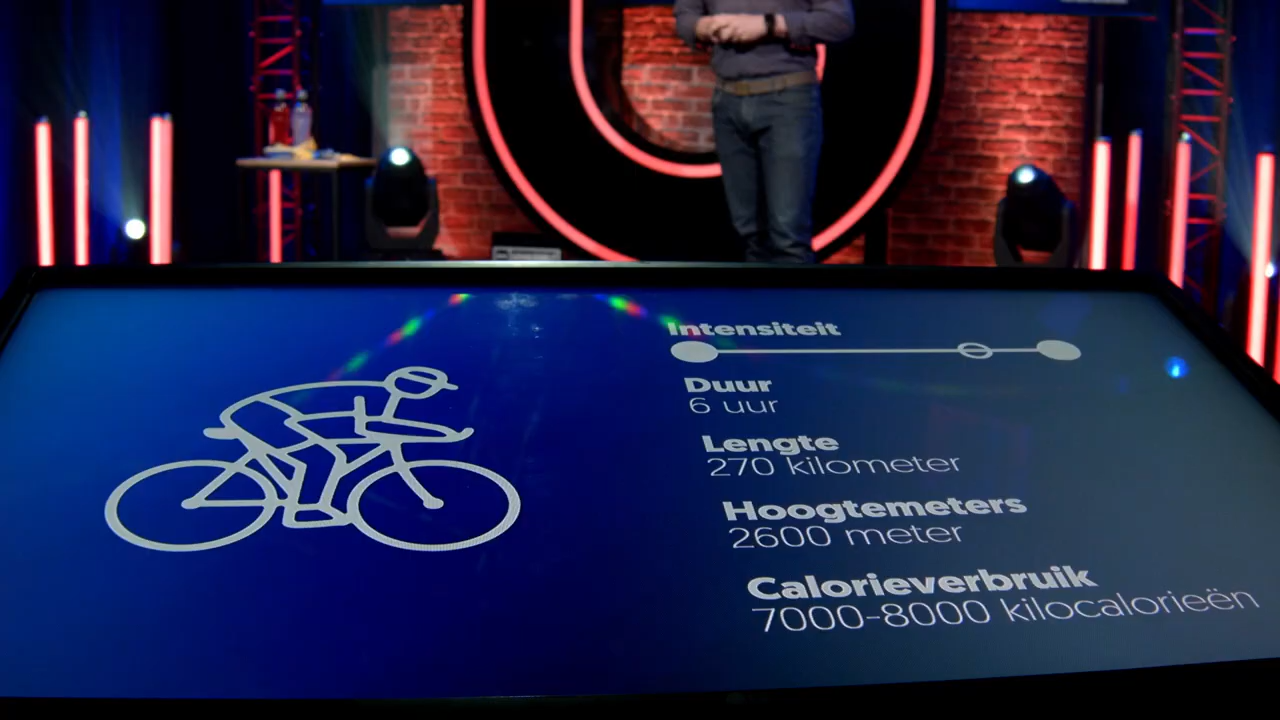 Intensiteit
Duur
6 uur
Lengte
270 kilometer
Hoogtemeters
2600 meter
Calorieverbruik
7000-8000 kilocalorieën